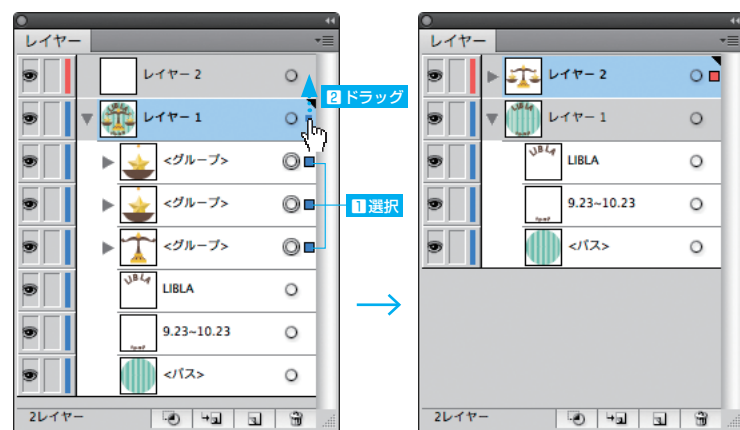 レイヤー
レイヤー 2
2 ドラッグ
レイヤー 1
<グループ>
<グループ>
1 選択
<グループ>
LIBLA
9.23~10.23
<パス>
2レイヤー
レイヤー
レイヤー 2
レイヤー 1
LIBLA
9.23~10.23
<パス>
2レイヤー